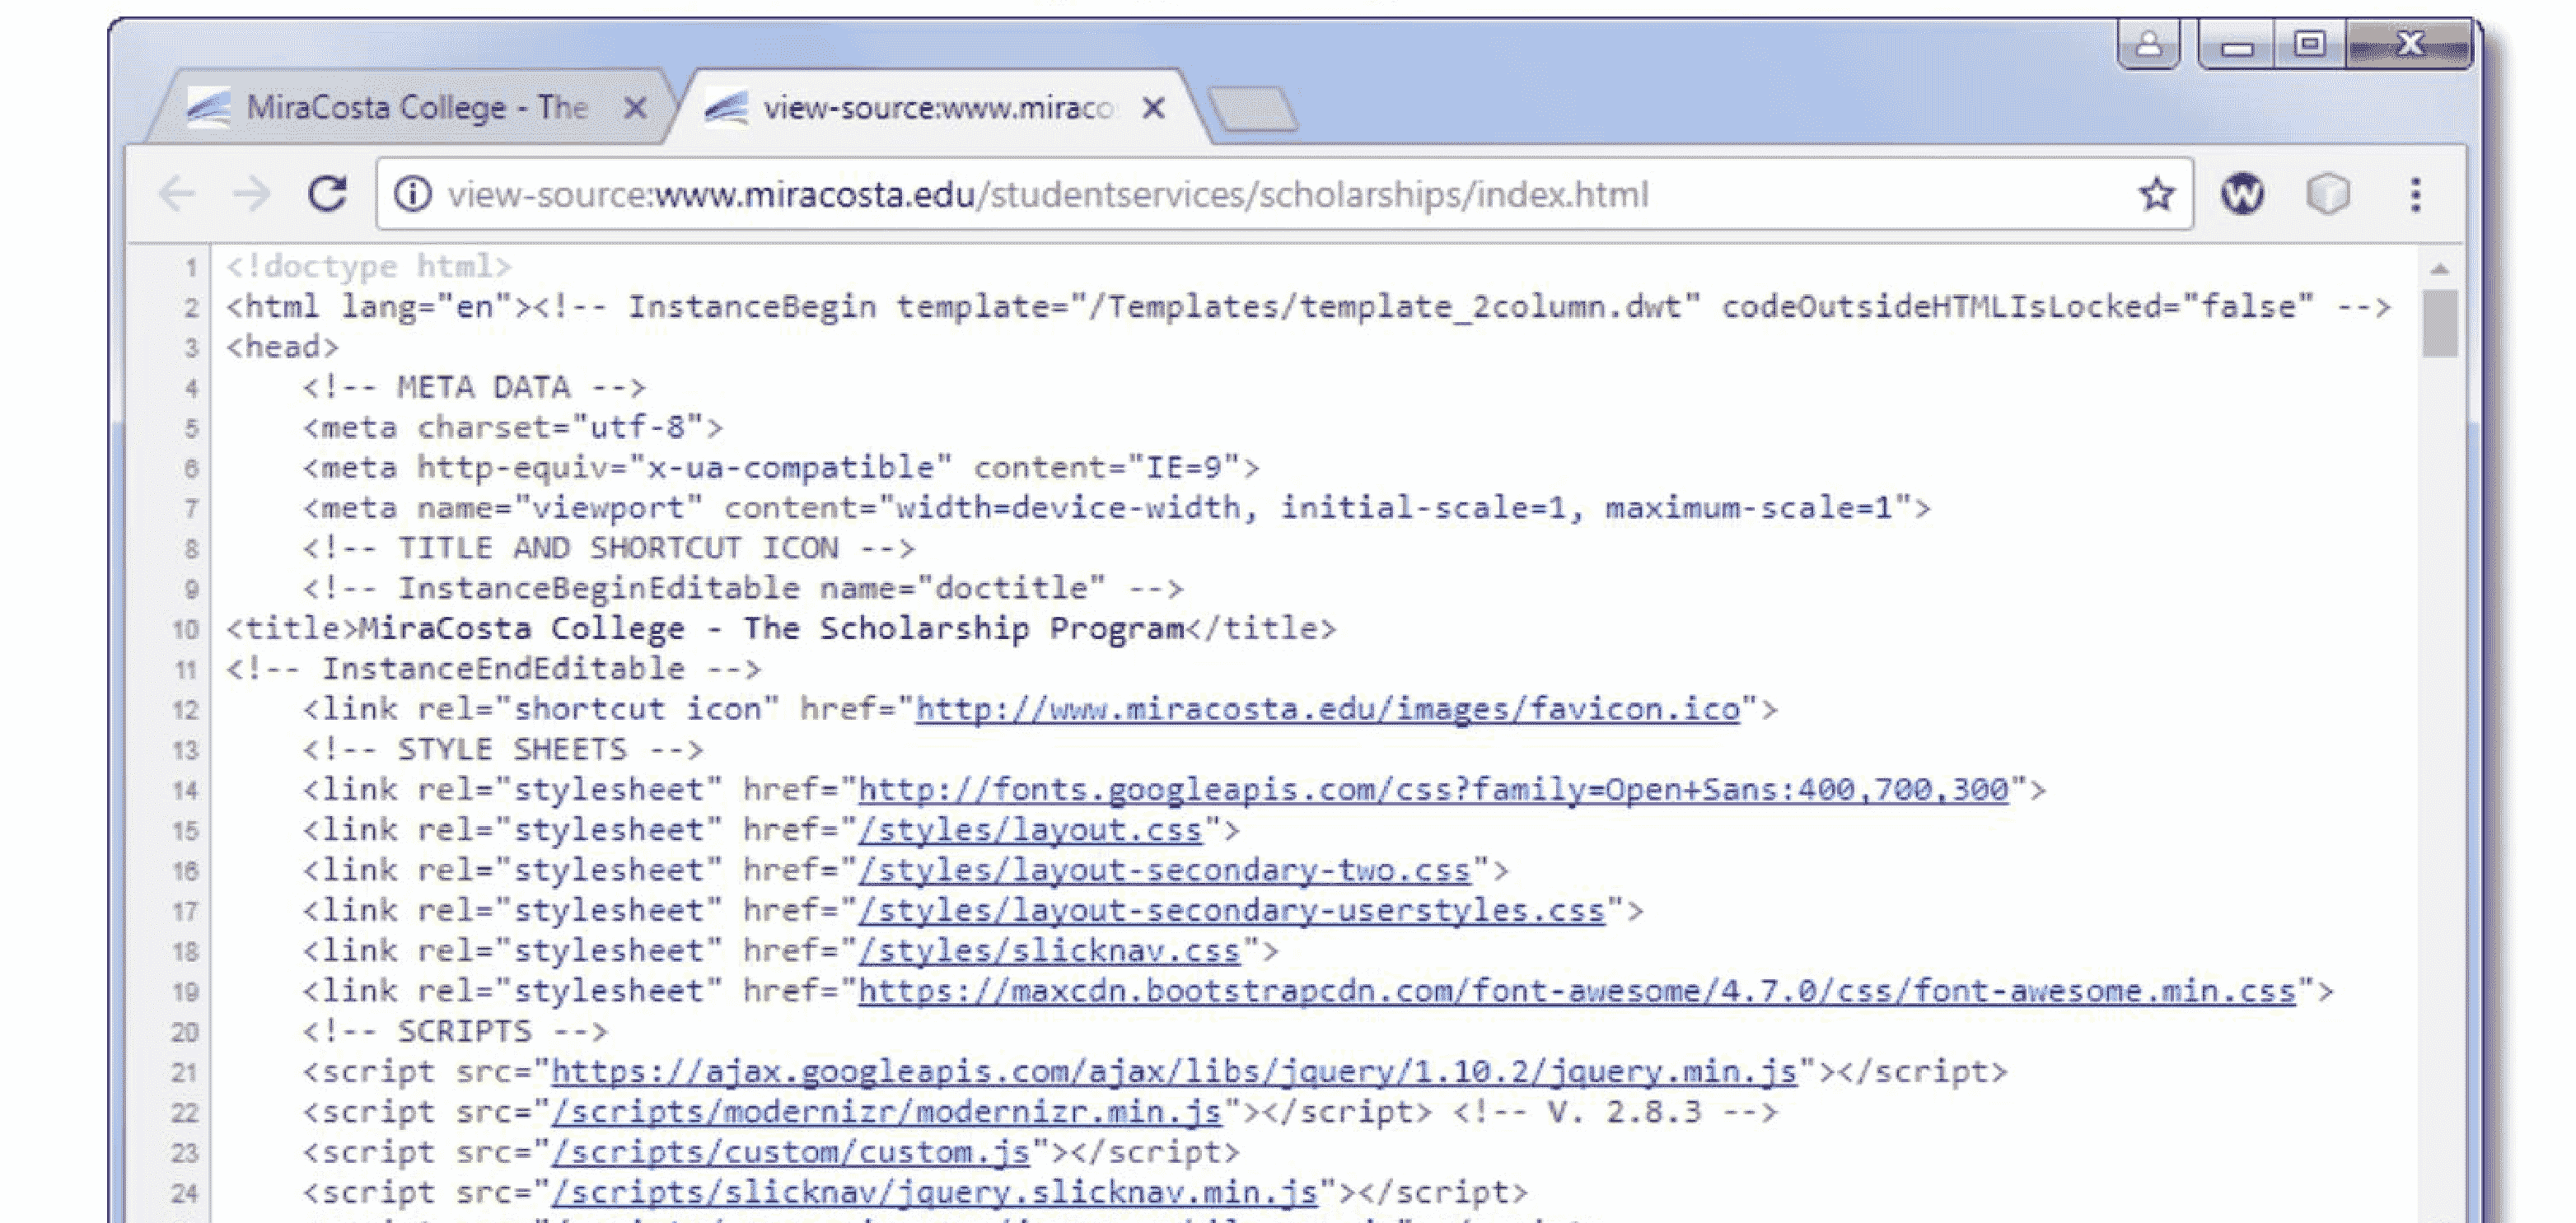 MiraCosta College - The
view-source:www.miraco
view-source:www.miracosta.edu/studentservices/scholarships/index.html
1 <!doctype html>
2 <html lang="en"><!-- InstanceBegin template="/Templates/template_2column.dwt" codeOutsideHTMLIsLocked="false" -->
3 <head>
4 <!-- META DATA -->
5 <meta charset="utf-8">
6 <meta http-equiv="x-ua-compatible" content="IE=9">
7 <meta name="viewport" content="width=device-width, initial-scale=1, maximum-scale=1">
8 <!-- TITLE AND SHORTCUT ICON -->
9 <!-- InstanceBeginEditable name="doctitle" -->
10 <title>MiraCosta College - The Scholarship Program</title>
11 <!-- InstanceEndEditable -->
12 <link rel="shortcut icon" href="http://www.miracosta.edu/images/favicon.ico">
13 <!-- STYLE SHEETS -->
14 <link rel="stylesheet" href="http://fonts.googleapis.com/css?family=Open+Sans:400,700,300">
15 <link rel="stylesheet" href="/styles/layout.css">
16 <link rel="stylesheet" href="/styles/layout-secondary-two.css">
17 <link rel="stylesheet" href="/styles/layout-secondary-userstyles.css">
18 <link rel="stylesheet" href="/styles/slicknav.css">
19 <link rel="stylesheet" href="https://maxcdn.bootstrapcdn.com/font-awesome/4.7.0/css/font-awesome.min.css">
20 <!-- SCRIPTS -->
21 <script src="https://ajax.googleapis.com/ajax/libs/jquery/1.10.2/jquery.min.js"></script>
22 <script src="/scripts/modernizr/modernizr.min.js"></script> <!-- V. 2.8.3 -->
23 <script src="/scripts/custom/custom.js"></script>
24 <script src="/scripts/slicknav/jquery.slicknav.min.js"></script>